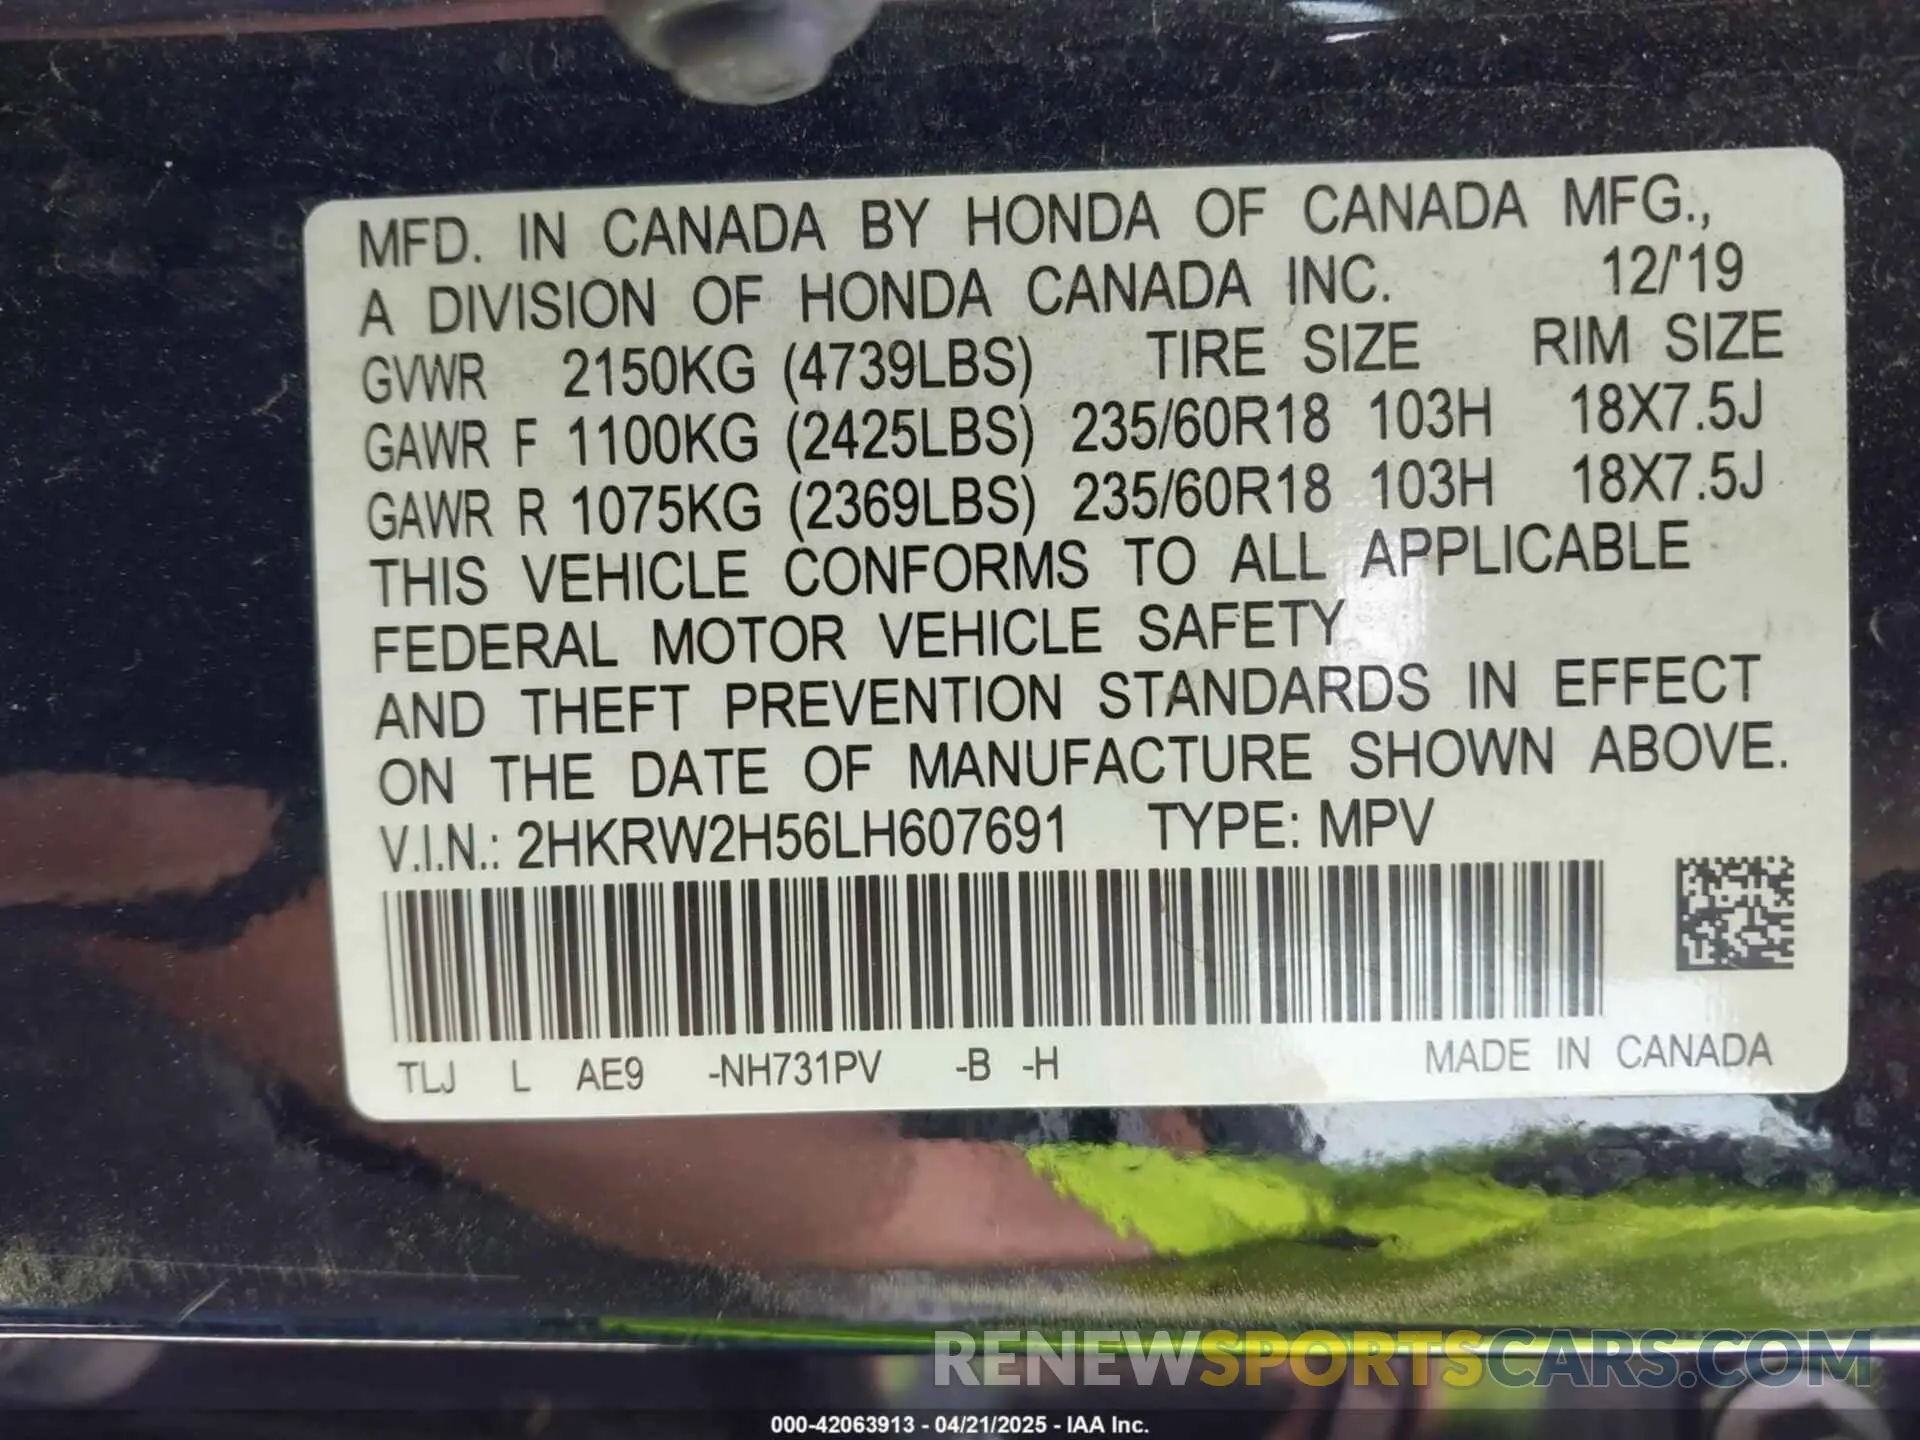 MFD. IN CANADA BY HONDA OF CANADA MFG.,
A DIVISION OF HONDA CANADA INC. 12/'19
GVWR 2150KG (4739LBS) TIRE SIZE RIM SIZE
GAWR F 1100KG (2425LBS) 235/60R18 103H 18X7.5J
GAWR R 1075KG (2369LBS) 235/60R18 103H 18X7.5J
THIS VEHICLE CONFORMS TO ALL APPLICABLE
FEDERAL MOTOR VEHICLE SAFETY
AND THEFT PREVENTION STANDARDS IN EFFECT
ON THE DATE OF MANUFACTURE SHOWN ABOVE.
V.I.N.: 2HKRW2H56LH607691 TYPE: MPV
TLJ L AE9 -NH731PV -B -H MADE IN CANADA
RENEWSPORTSCARS.COM
000-42063913 - 04/21/2025 - IAA Inc.